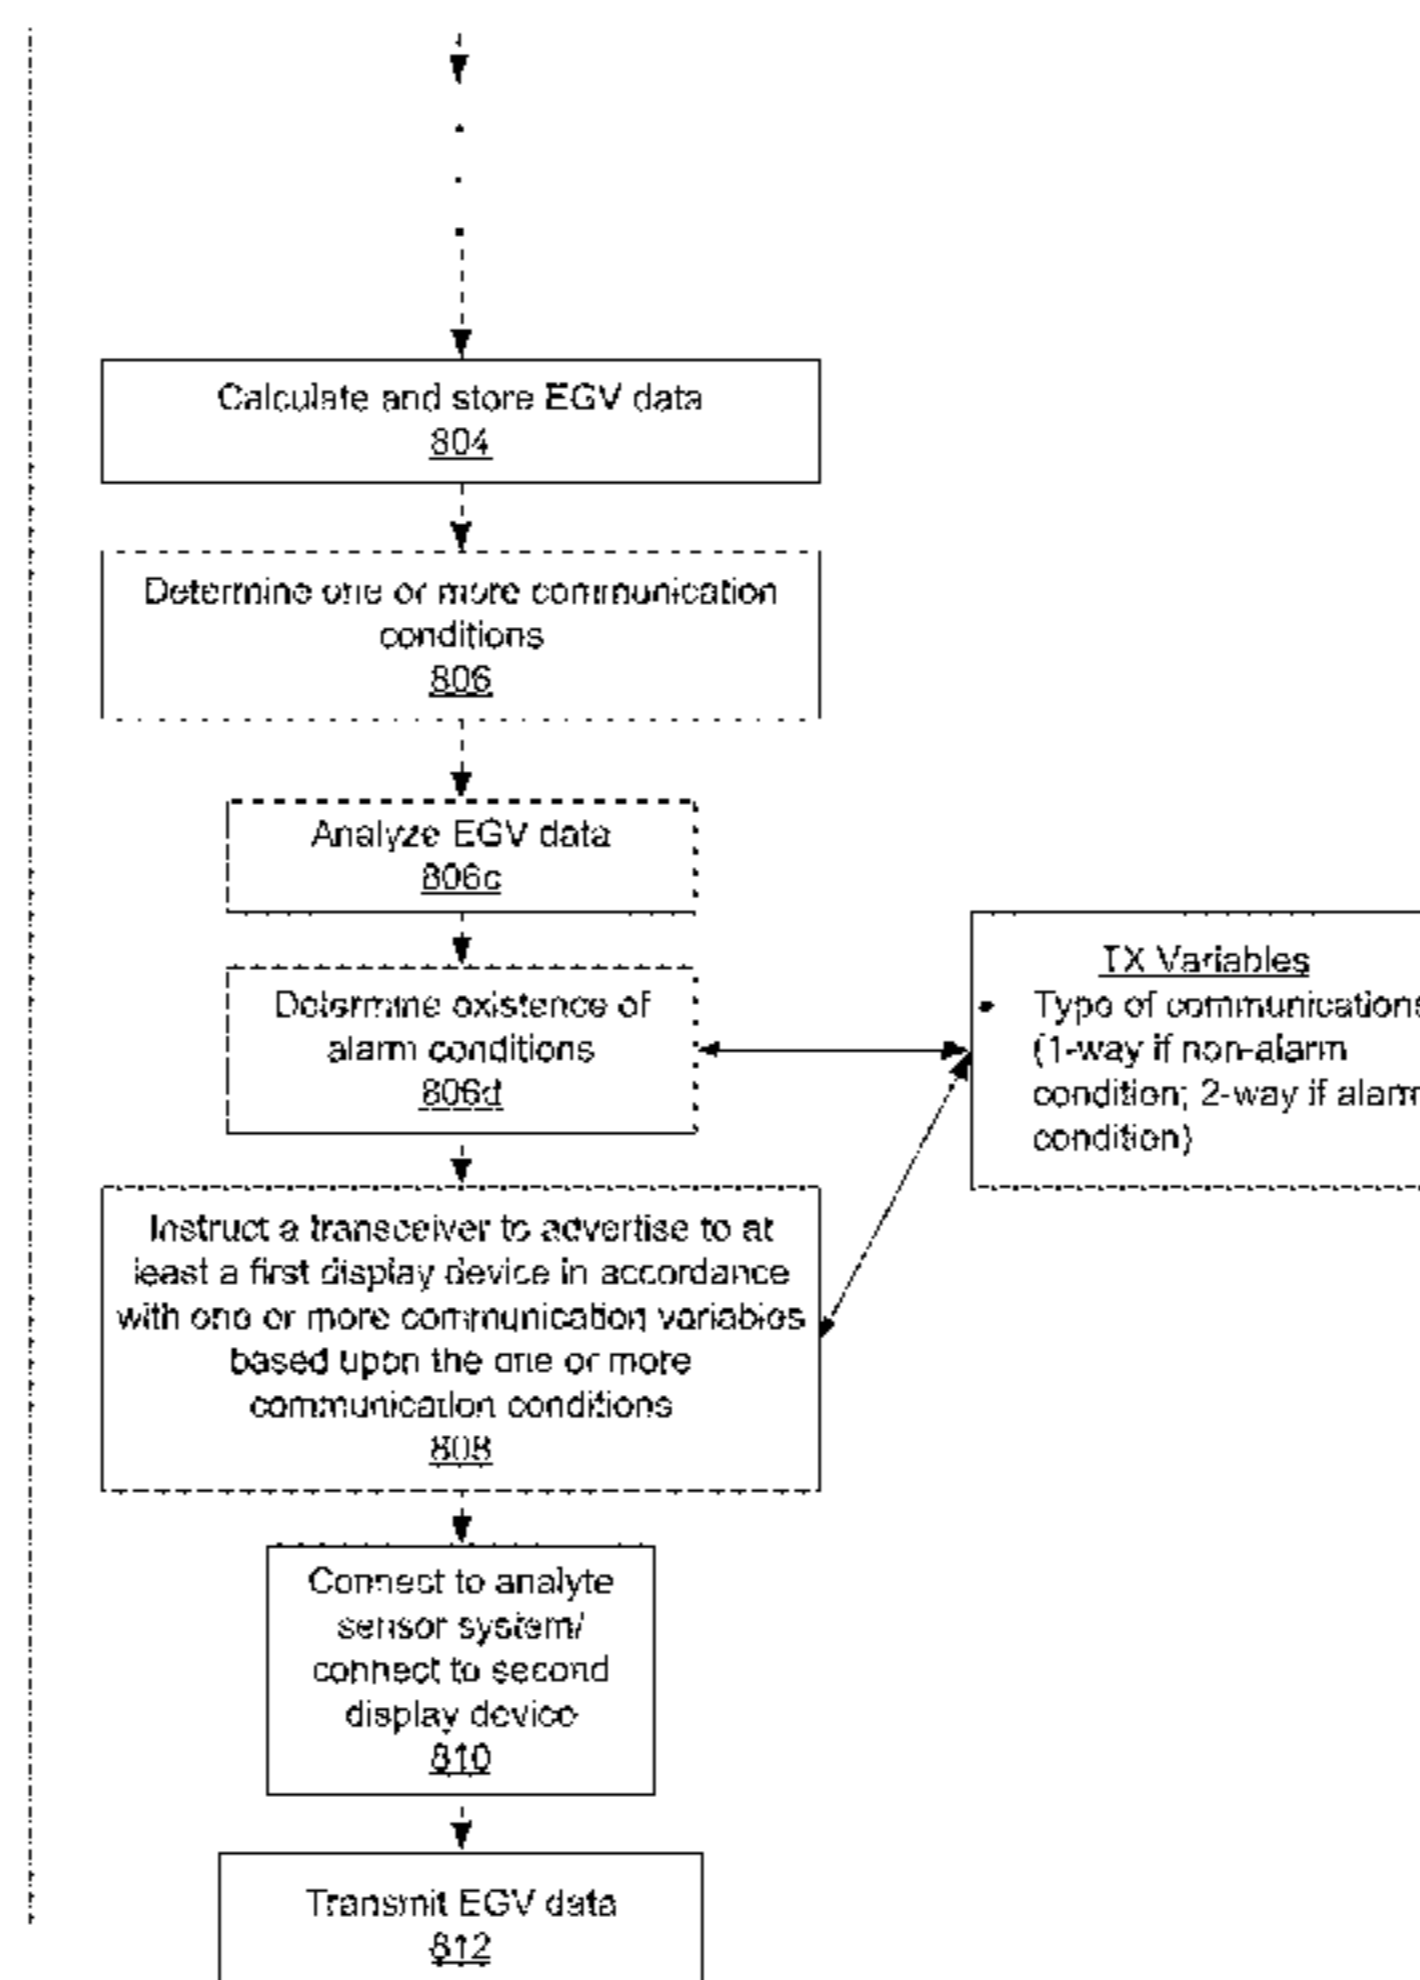 Calculate and store EGV data
804
Determine one or more communication
conditions
806
Analyze EGV data
806c
Determine existence of
alarm conditions
806d
TX Variables
• Type of communications
(1-way if non-alarm
condition; 2-way if alarm
condition)
Instruct a transceiver to advertise to at
least a first display device in accordance
with one or more communication variables
based upon the one or more
communication conditions
808
Connect to analyte
sensor system/
connect to second
display device
810
Transmit EGV data
812